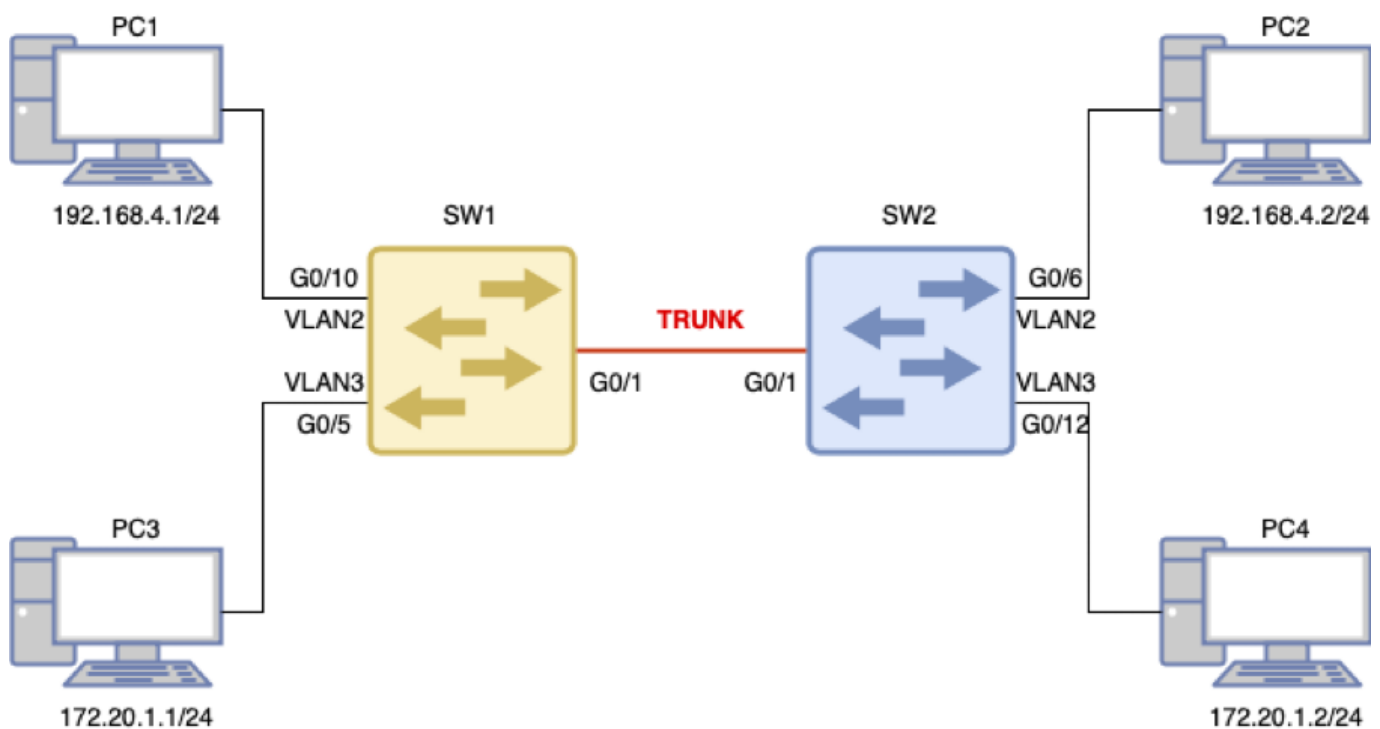 PC1
PC2
192.168.4.1/24
SW1
SW2
192.168.4.2/24
G0/10
G0/6
VLAN2
TRUNK
VLAN2
VLAN3
G0/1
G0/1
VLAN3
G0/5
G0/12
PC3
PC4
172.20.1.1/24
172.20.1.2/24